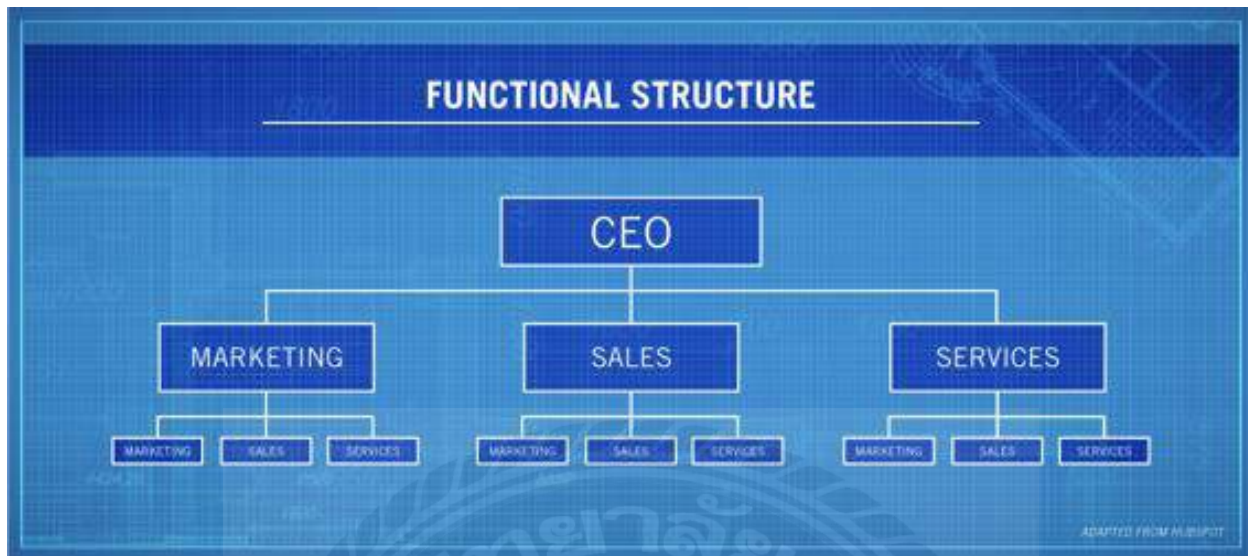 FUNCTIONAL STRUCTURE
CEO
MARKETING SALES SERVICES
MARKETING SALES SERVICES MARKETING SALES SERVICES MARKETING SALES SERVICES
ADAPTED FROM HUBSPOT